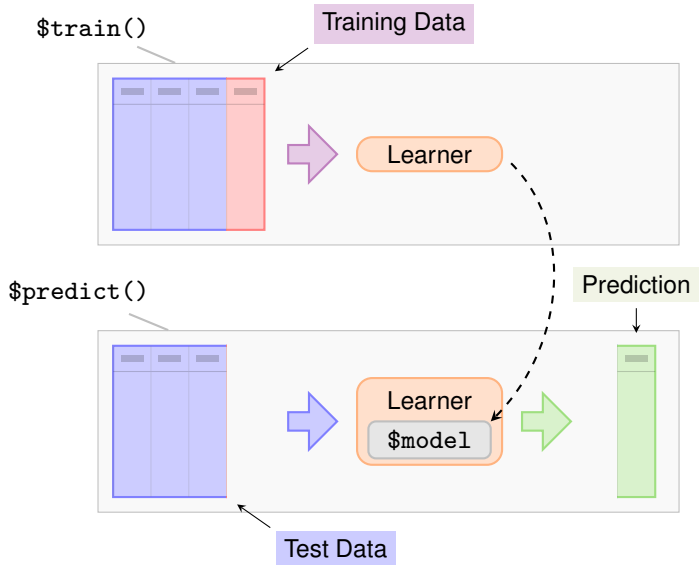 $train()
Training Data
Learner
$predict()
Prediction
Learner
$model
Test Data